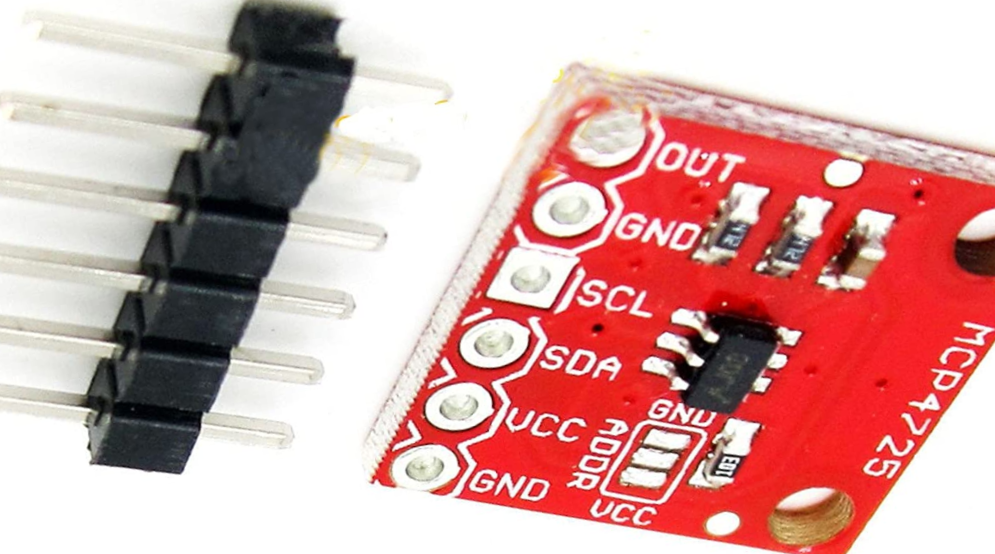 OUT
GND
SCL
SDA
VCC
GND
GND
ADDR
VCC
MCP4725